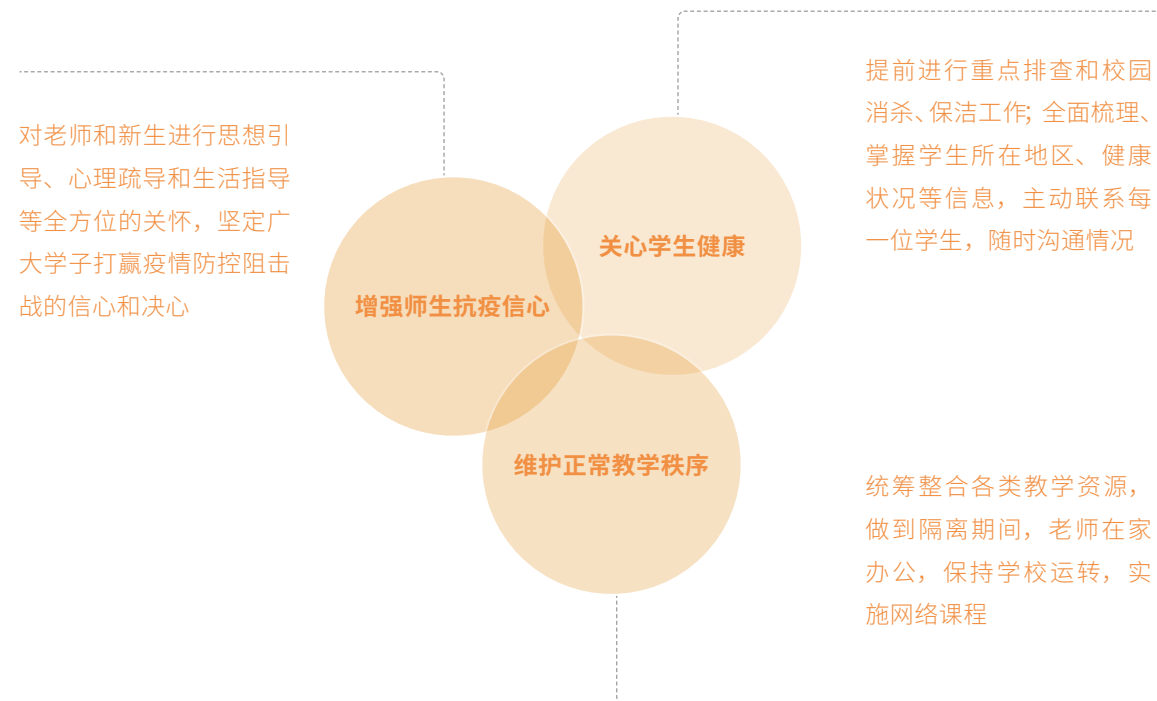 对老师和新生进行思想引
导、心理疏导和生活指导
等全方位的关怀，坚定广
大学子打赢疫情防控阻击
战的信心和决心
增强师生抗疫信心
关心学生健康
维护正常教学秩序
提前进行重点排查和校园
消杀、保洁工作；全面梳理、
掌握学生所在地区、健康
状况等信息，主动联系每
一位学生，随时沟通情况
统筹整合各类教学资源，
做到隔离期间，老师在家
办公，保持学校运转，实
施网络课程